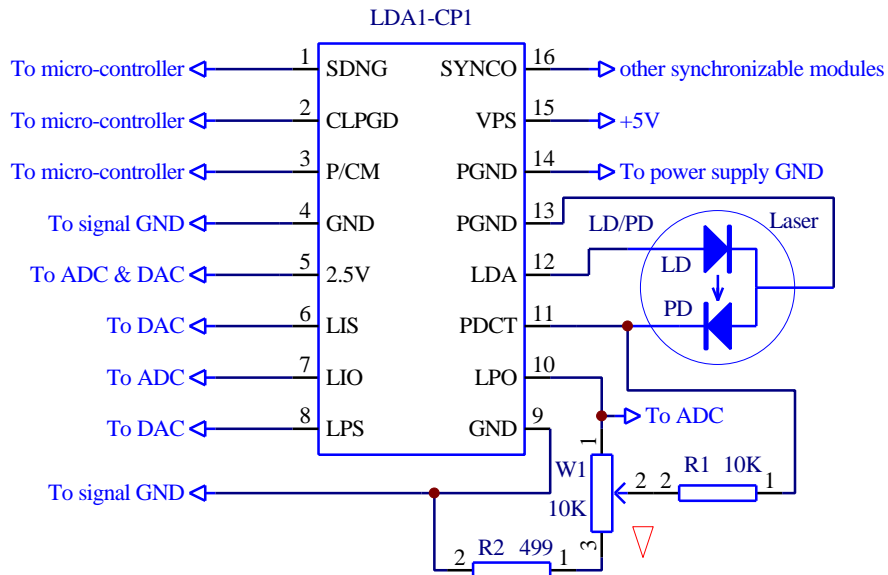 LDA1-CP1
To micro-controller 1 SDNG SYNCO 16 other synchronizable modules
To micro-controller 2 CLPGD VPS 15 +5V
To micro-controller 3 P/CM PGND 14 To power supply GND
To signal GND 4 GND PGND 13 LD/PD Laser
To ADC & DAC 5 2.5V LDA 12 LD
To DAC 6 LIS PDCT 11 PD
To ADC 7 LIO LPO 10
To DAC 8 LPS GND 9 To ADC
1
W1 2 2 R1 10K 1
To signal GND 10K
3
2 R2 499 1